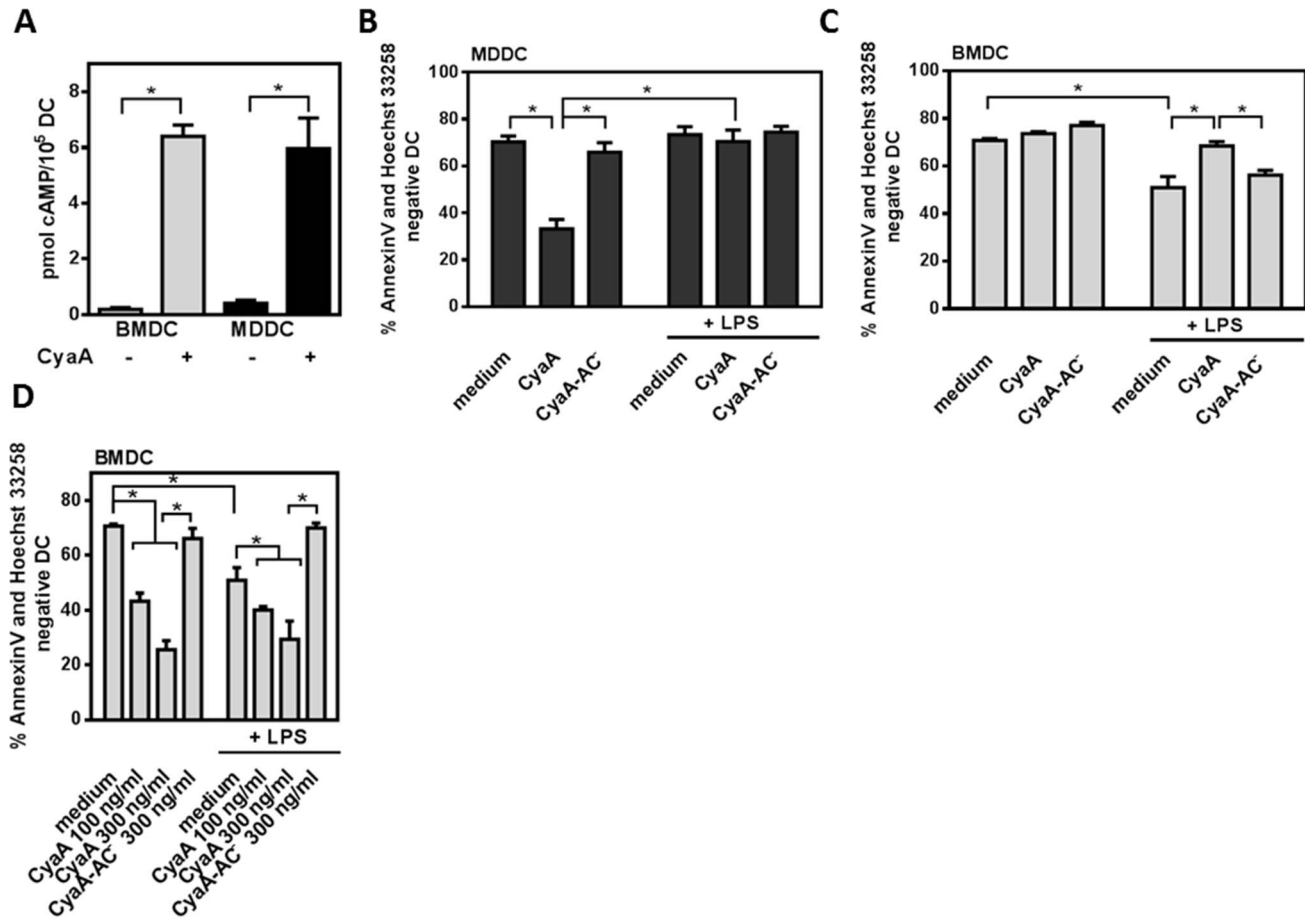 A
pmol cAMP/10⁵ DC
8
6
4
2
0
*
*
BMDC
MDDC
CyaA
-
+
-
+
B
MDDC
% AnnexinV and Hoechst 33258
negative DC
100
80
60
40
20
0
*
*
*
+ LPS
medium
CyaA
CyaA-AC⁻
medium
CyaA
CyaA-AC⁻
C
BMDC
% AnnexinV and Hoechst 33258
negative DC
100
80
60
40
20
0
*
*
*
+ LPS
medium
CyaA
CyaA-AC⁻
medium
CyaA
CyaA-AC⁻
D
BMDC
% AnnexinV and Hoechst 33258
negative DC
80
60
40
20
0
*
*
*
*
*
+ LPS
medium
CyaA 100 ng/ml
CyaA 300 ng/ml
CyaA-AC⁻ 300 ng/ml
medium
CyaA 100 ng/ml
CyaA 300 ng/ml
CyaA-AC⁻ 300 ng/ml